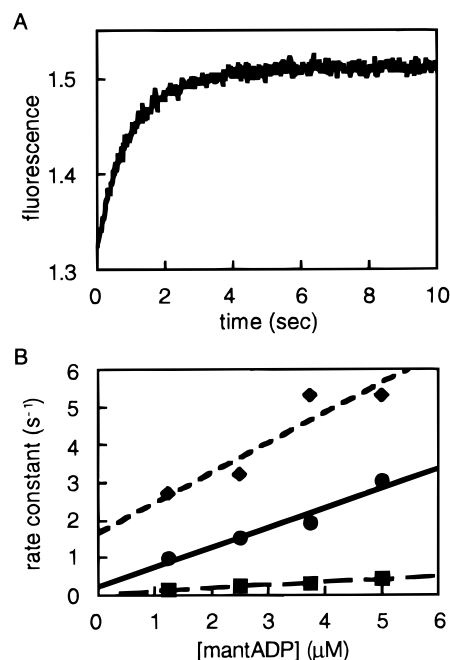 A
1.5
1.4
1.3
fluorescence
0 2 4 6 8 10
time (sec)
B
6
5
4
3
2
1
0
rate constant (s⁻¹)
0 1 2 3 4 5 6
[mantADP] (μM)